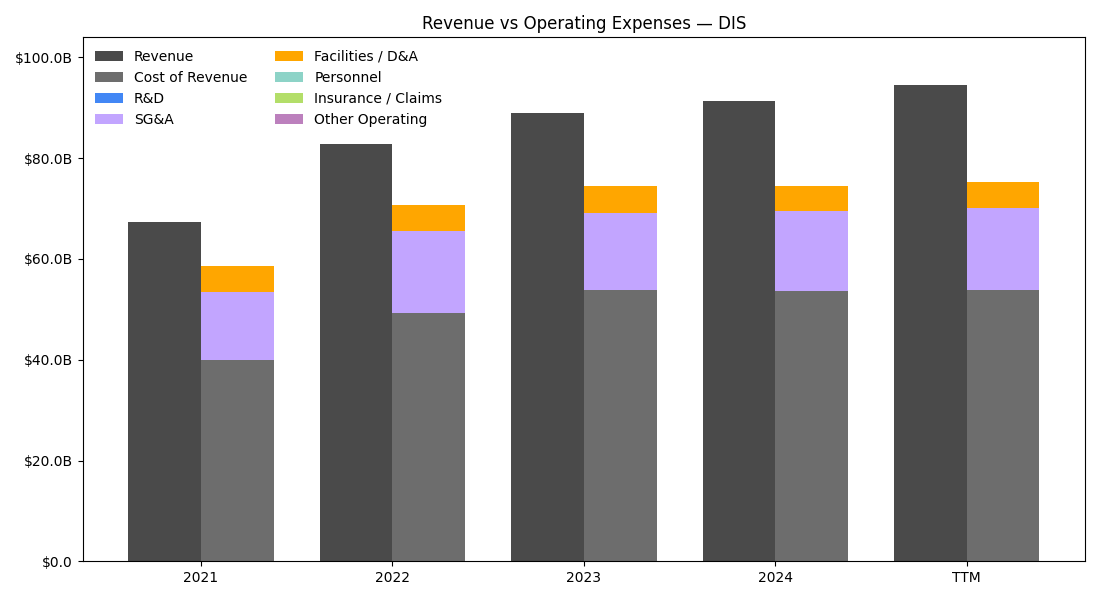 Revenue vs Operating Expenses — DIS
$100.0B
$80.0B
$60.0B
$40.0B
$20.0B
$0.0
Revenue
Cost of Revenue
R&D
SG&A
Facilities / D&A
Personnel
Insurance / Claims
Other Operating
2021
2022
2023
2024
TTM